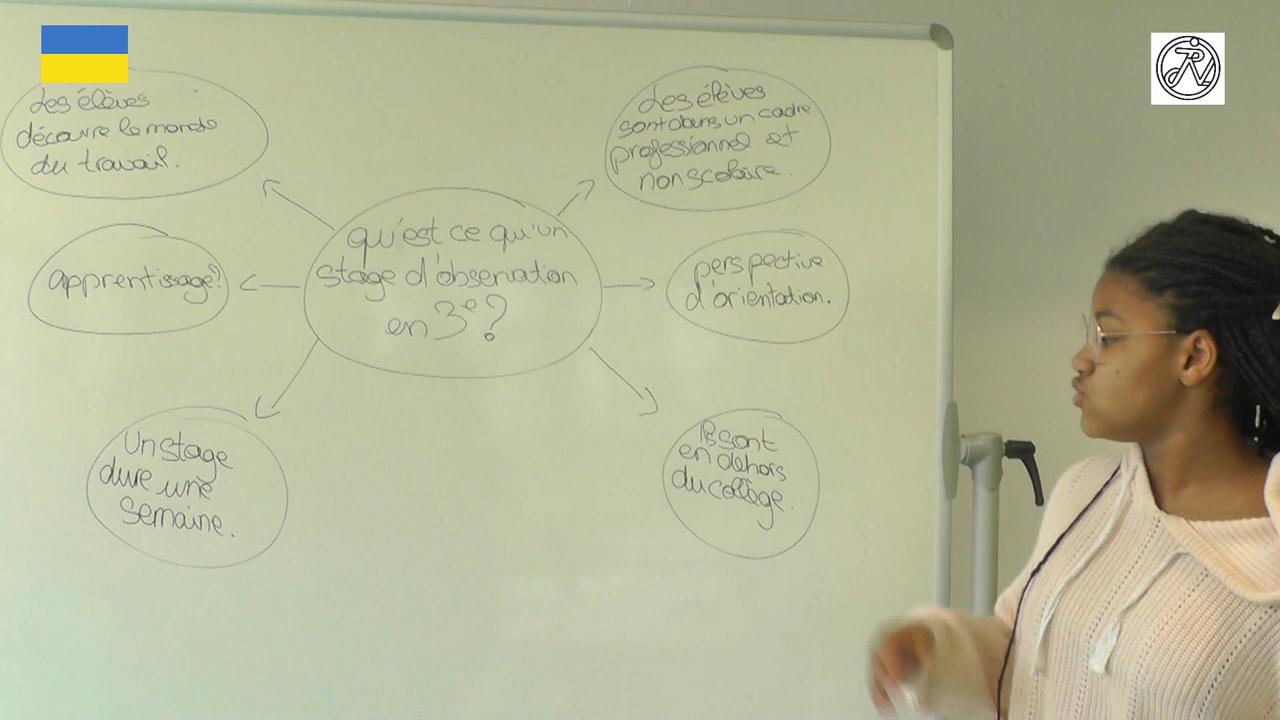 qu'est ce qu'un
stage d'observation
en 3e?
Les élèves
découvre le monde
du travail.
Les élèves
sont dans un cadre
professionnel et
non scolaire.
apprentissage?
perspective
d'orientation.
Un stage
dure une
semaine.
Ils sont
en dehors
du collège.